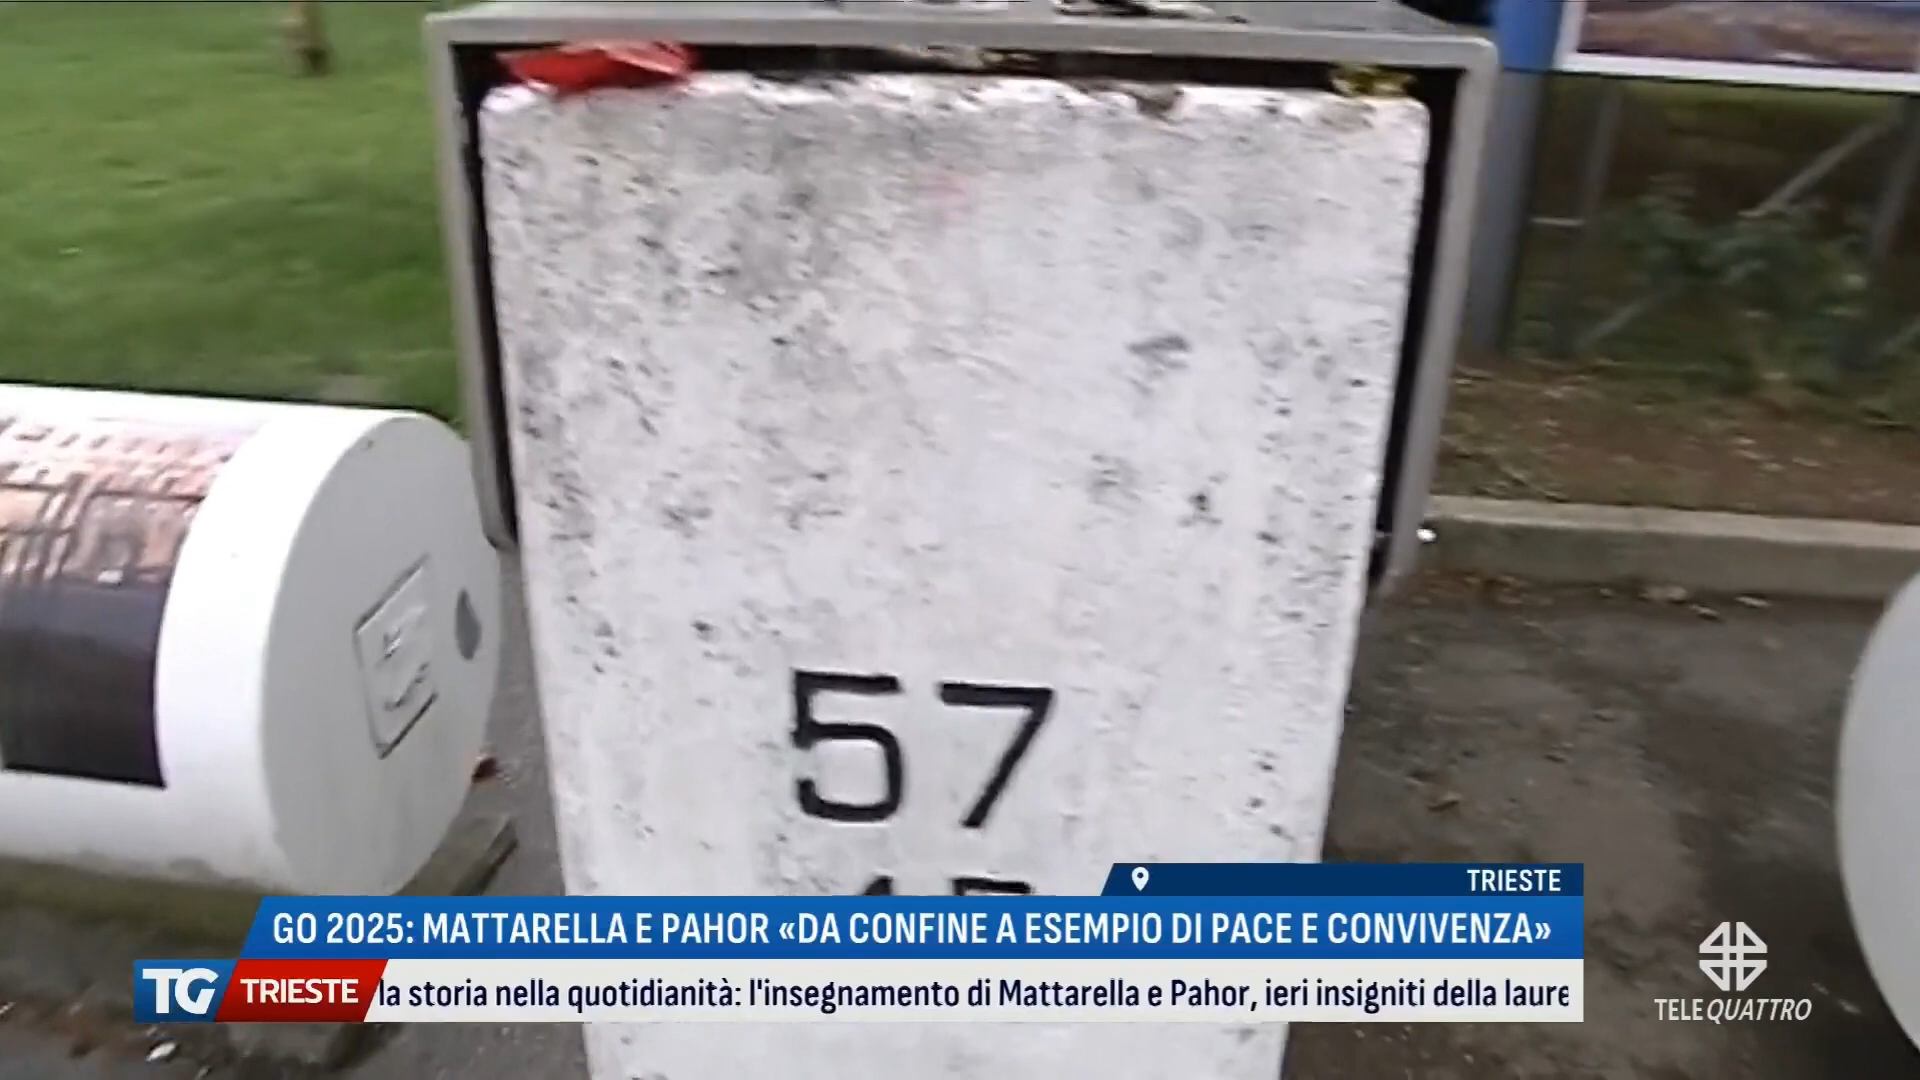 57
TRIESTE
GO 2025: MATTARELLA E PAHOR «DA CONFINE A ESEMPIO DI PACE E CONVIVENZA»
TG TRIESTE
la storia nella quotidianità: l'insegnamento di Mattarella e Pahor, ieri insigniti della laure
TELEQUATTRO